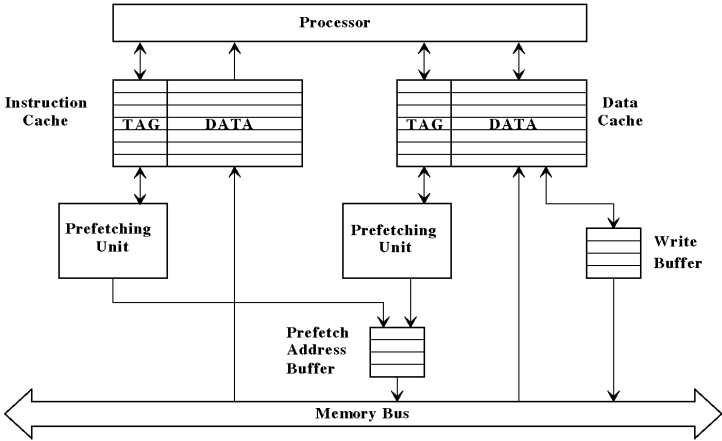 Processor
Instruction
Cache
TAG
DATA
TAG
DATA
Data
Cache
Prefetching
Unit
Prefetching
Unit
Write
Buffer
Prefetch
Address
Buffer
Memory Bus